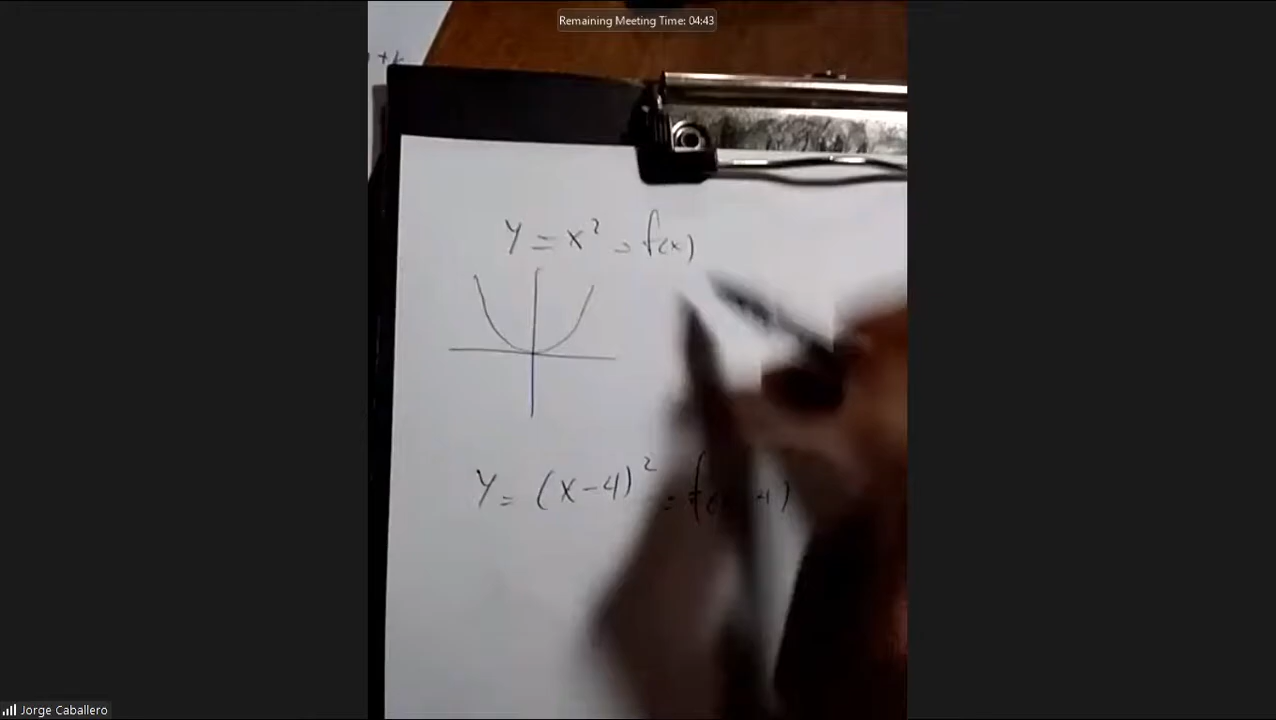 Remaining Meeting Time: 04:43
y = x² = f(x)
y = (x-4)² =
Jorge Caballero